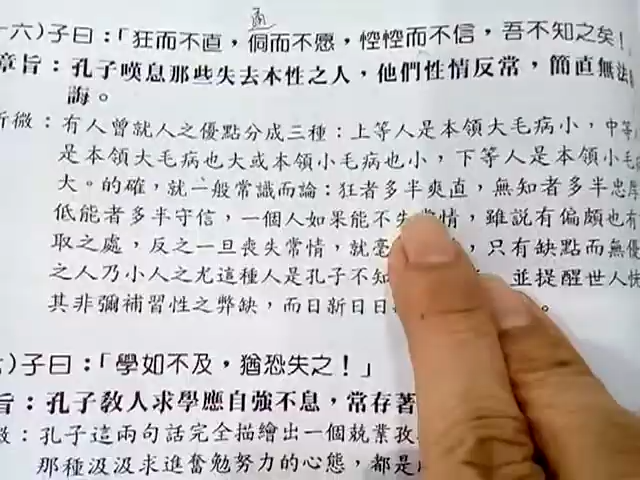 六)子曰：「狂而不直，侗而不愿，悾悾而不信，吾不知之矣！
章旨：孔子嘆息那些失去本性之人，他們性情反常，簡直無法
誨。
析微：有人曾就人之優點分成三種：上等人是本領大毛病小，中等
是本領大毛病也大或本領小毛病也小，下等人是本領小毛
大。的確，就一般常識而論：狂者多半爽直，無知者多半忠厚
低能者多半守信，一個人如果能不失常情，雖說有偏頗也有
取之處，反之一旦喪失常情，就毫，只有缺點而無優
之人乃小人之尤這種人是孔子不知，並提醒世人快
其非彌補習性之弊缺，而日新日日。
)子曰：「學如不及，猶恐失之！」
旨：孔子教人求學應自強不息，常存著
微：孔子這兩句話完全描繪出一個兢業孜
那種汲汲求進奮勉努力的心態，都是